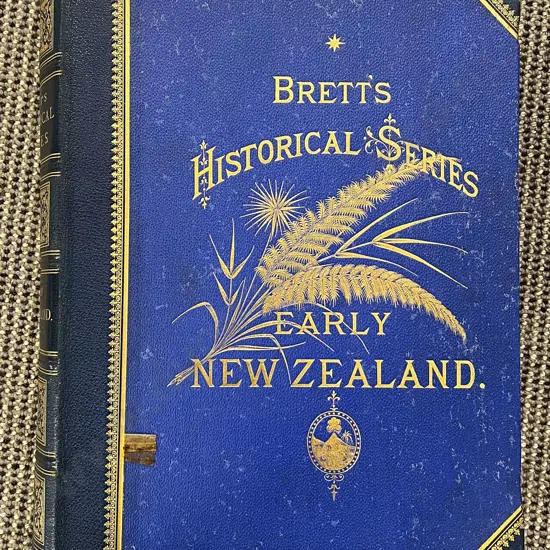 BRETT'S
HISTORICAL SERIES
EARLY
NEW ZEALAND.